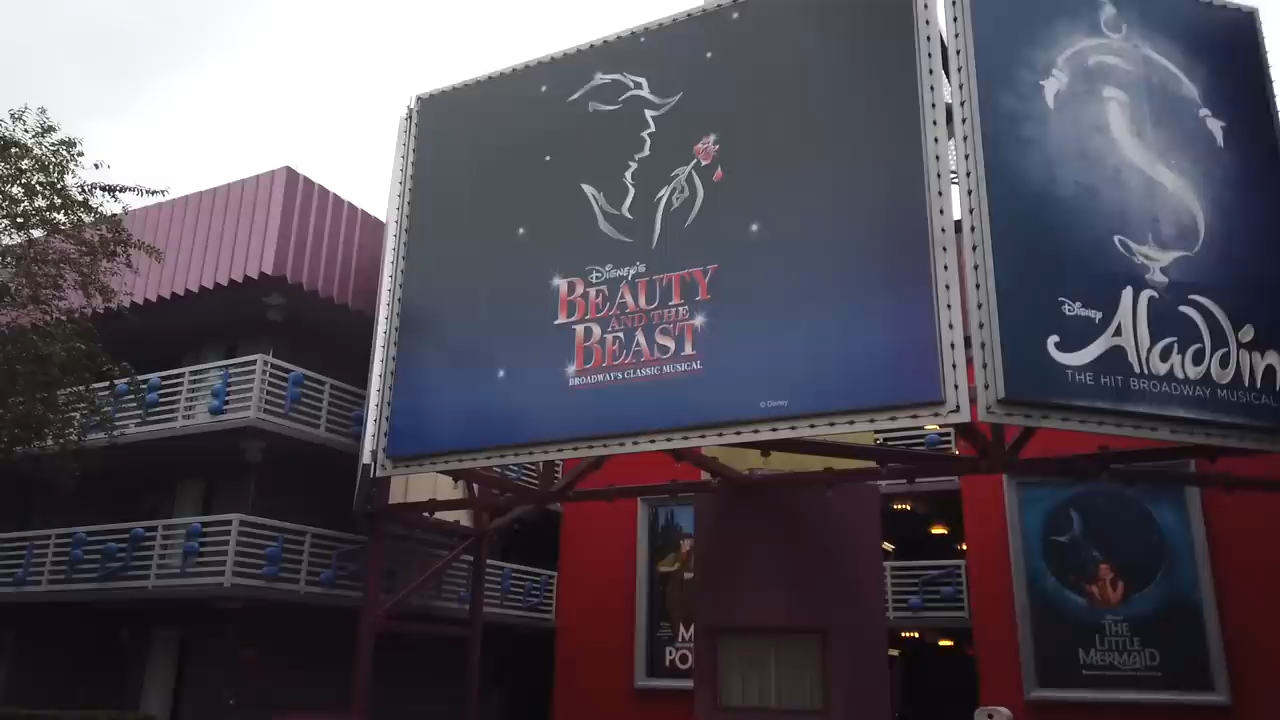 Disney's
BEAUTY
AND THE
BEAST
BROADWAY'S CLASSIC MUSICAL
© Disney
Disney
Aladdin
THE HIT BROADWAY MUSICAL
M
PO
Disney
THE
LITTLE
MERMAID